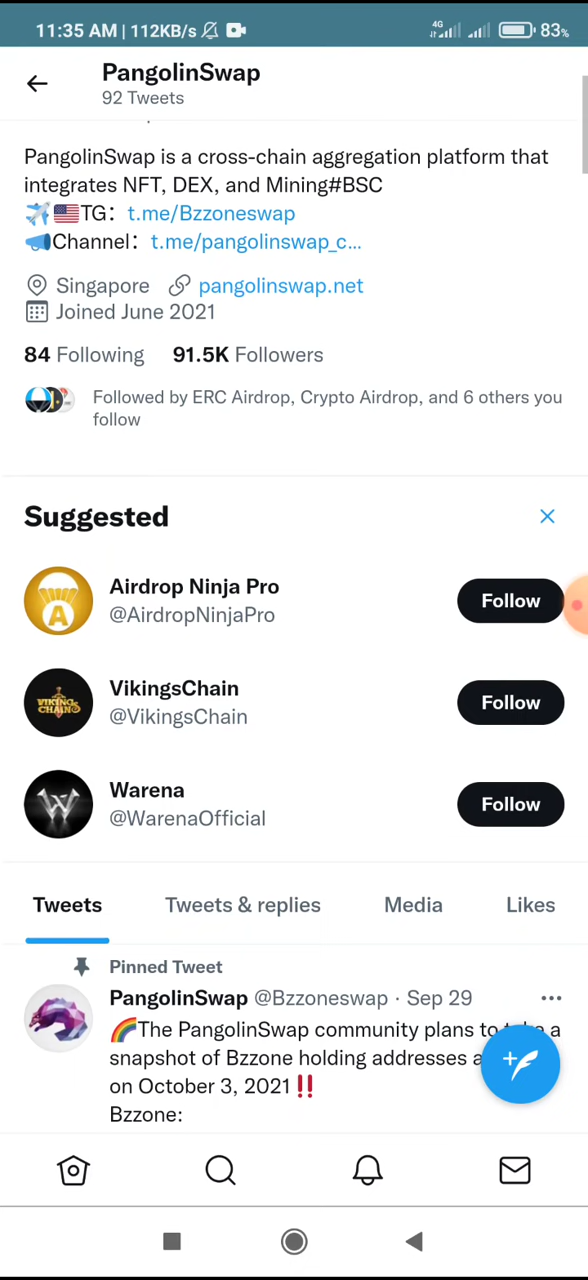 11:35 AM | 112KB/s 4G 83%
PangolinSwap
92 Tweets
PangolinSwap is a cross-chain aggregation platform that
integrates NFT, DEX, and Mining#BSC
TG： t.me/Bzzoneswap
Channel： t.me/pangolinswap_c...
Singapore pangolinswap.net
Joined June 2021
84 Following 91.5K Followers
Followed by ERC Airdrop, Crypto Airdrop, and 6 others you
follow
Suggested
Airdrop Ninja Pro
@AirdropNinjaPro
Follow
VIKING CHAINS
VikingsChain
@VikingsChain
Follow
Warena
@WarenaOfficial
Follow
Tweets Tweets & replies Media Likes
Pinned Tweet
PangolinSwap @Bzzoneswap · Sep 29
🌈The PangolinSwap community plans to a
snapshot of Bzzone holding addresses
on October 3, 2021‼️
Bzzone: